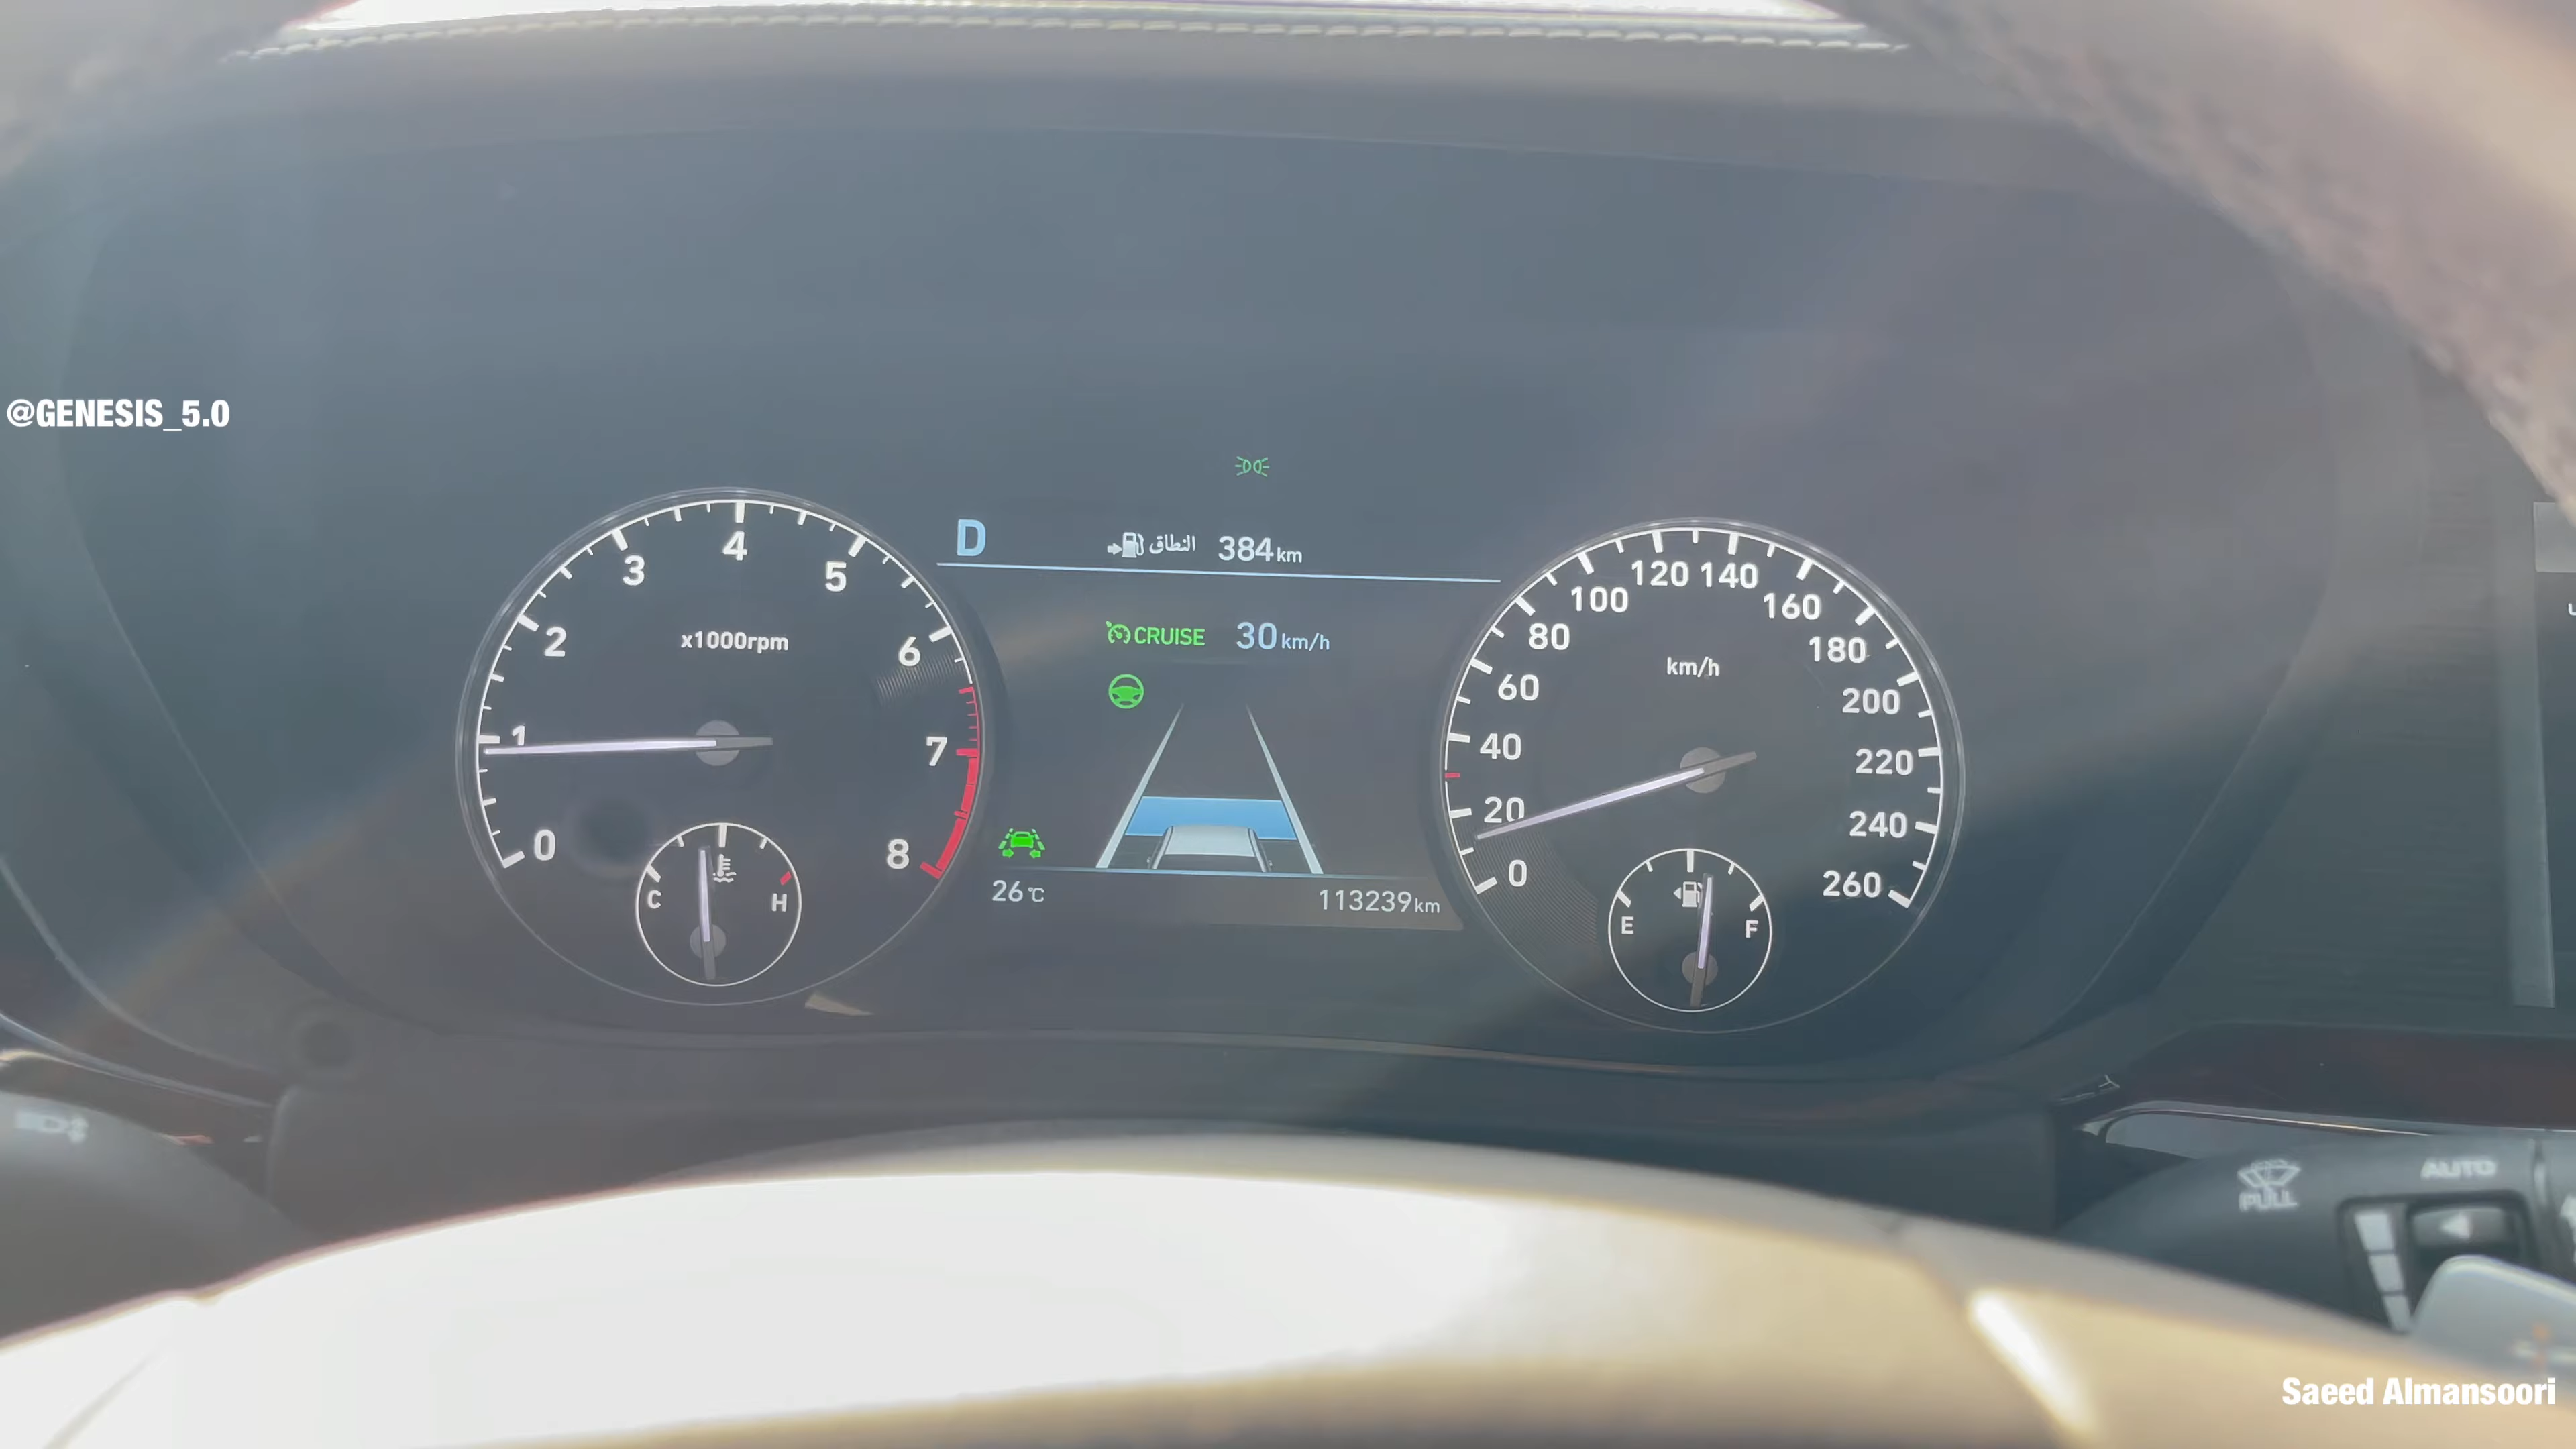 @GENESIS_5.0
D
النطاق 384km
CRUISE 30km/h
x1000rpm
0
1
2
3
4
5
6
7
8
C
H
km/h
0
20
40
60
80
100
120
140
160
180
200
220
240
260
E
F
26°C
113239km
AUTO
PULL
Saeed Almansoori